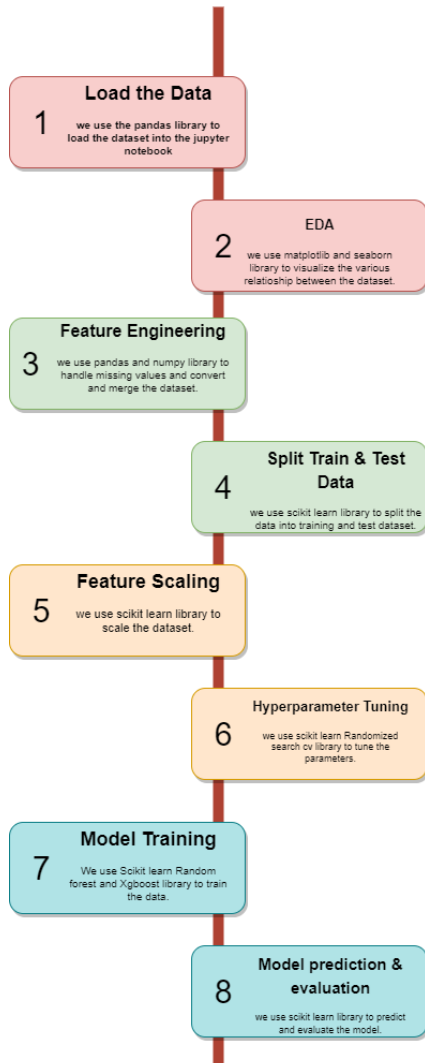 Load the Data
1
we use the pandas library to
load the dataset into the jupyter
notebook
EDA
2
we use matplotlib and seaborn
library to visualize the various
relatioship between the dataset.
Feature Engineering
3
we use pandas and numpy library to
handle missing values and convert
and merge the dataset.
Split Train & Test
Data
4
we use scikit learn library to split the
data into training and test dataset.
Feature Scaling
5
we use scikit learn library to
scale the dataset.
Hyperparameter Tuning
6
we use scikit learn Randomized
search cv library to tune the
parameters.
Model Training
7
We use Scikit learn Random
forest and Xgboost library to train
the data.
Model prediction &
evaluation
8
we use scikit learn library to predict
and evaluate the model.